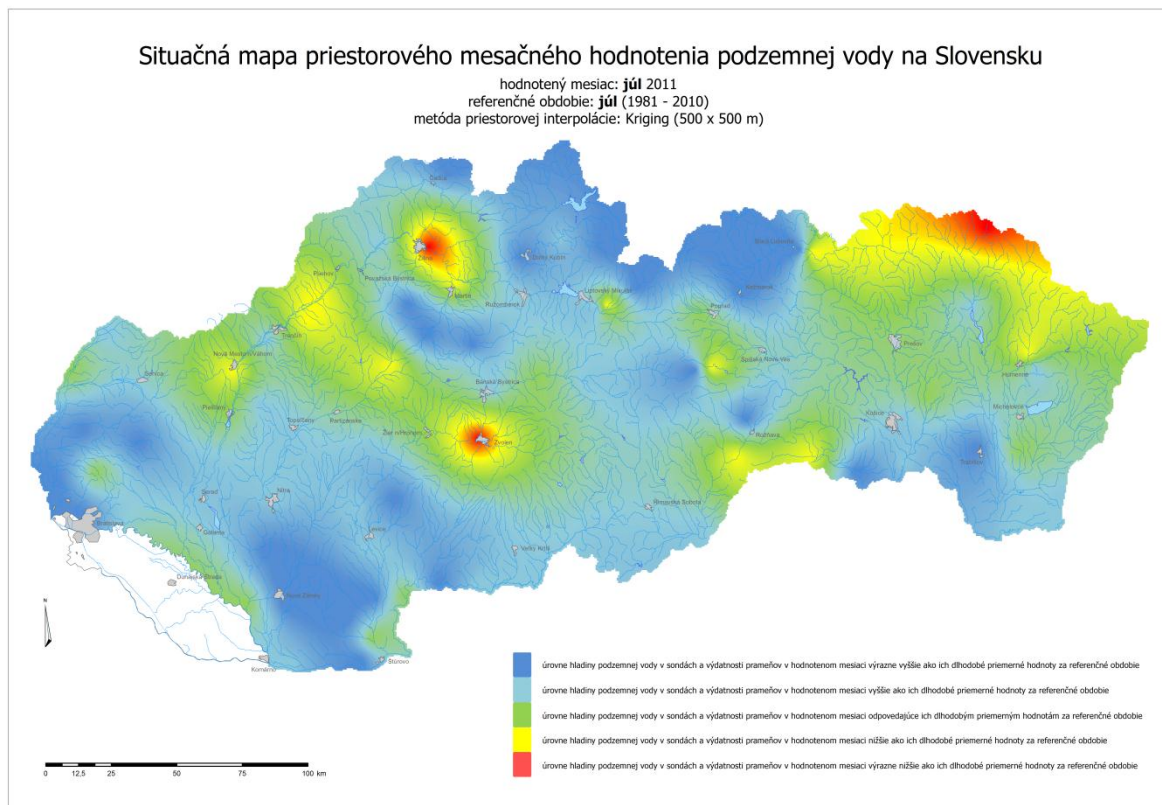 Situačná mapa priestorového mesačného hodnotenia podzemnej vody na Slovensku
hodnotený mesiac: júl 2011
referenčné obdobie: júl (1981 - 2010)
metóda priestorovej interpolácie: Kriging (500 x 500 m)
Čadca
Stará Ľubovňa
Žilina
Dolný Kubín
Púchov
Považská Bystrica
Kežmarok
Martin
Ružomberok
Liptovský Mikuláš
Poprad
Trenčín
Prešov
Spišská Nová Ves
Nové Mesto n/Váhom
Humenné
Senica
Banská Bystrica
Piešťany
Partizánske
Michalovce
Topoľčany
Košice
Žiar n/Hronom
Rožňava
Zvolen
Trebišov
Nitra
Sereď
Rimavská Sobota
Bratislava
Galanta
Levice
Veľký Krtíš
Dunajská Streda
Nové Zámky
N
Komárno
Štúrovo
úrovne hladiny podzemnej vody v sondách a výdatnosti prameňov v hodnotenom mesiaci výrazne vyššie ako ich dlhodobé priemerné hodnoty za referenčné obdobie
úrovne hladiny podzemnej vody v sondách a výdatnosti prameňov v hodnotenom mesiaci vyššie ako ich dlhodobé priemerné hodnoty za referenčné obdobie
úrovne hladiny podzemnej vody v sondách a výdatnosti prameňov v hodnotenom mesiaci odpovedajúce ich dlhodobým priemerným hodnotám za referenčné obdobie
úrovne hladiny podzemnej vody v sondách a výdatnosti prameňov v hodnotenom mesiaci nižšie ako ich dlhodobé priemerné hodnoty za referenčné obdobie
úrovne hladiny podzemnej vody v sondách a výdatnosti prameňov v hodnotenom mesiaci výrazne nižšie ako ich dlhodobé priemerné hodnoty za referenčné obdobie
0 12,5 25 50 75 100 km